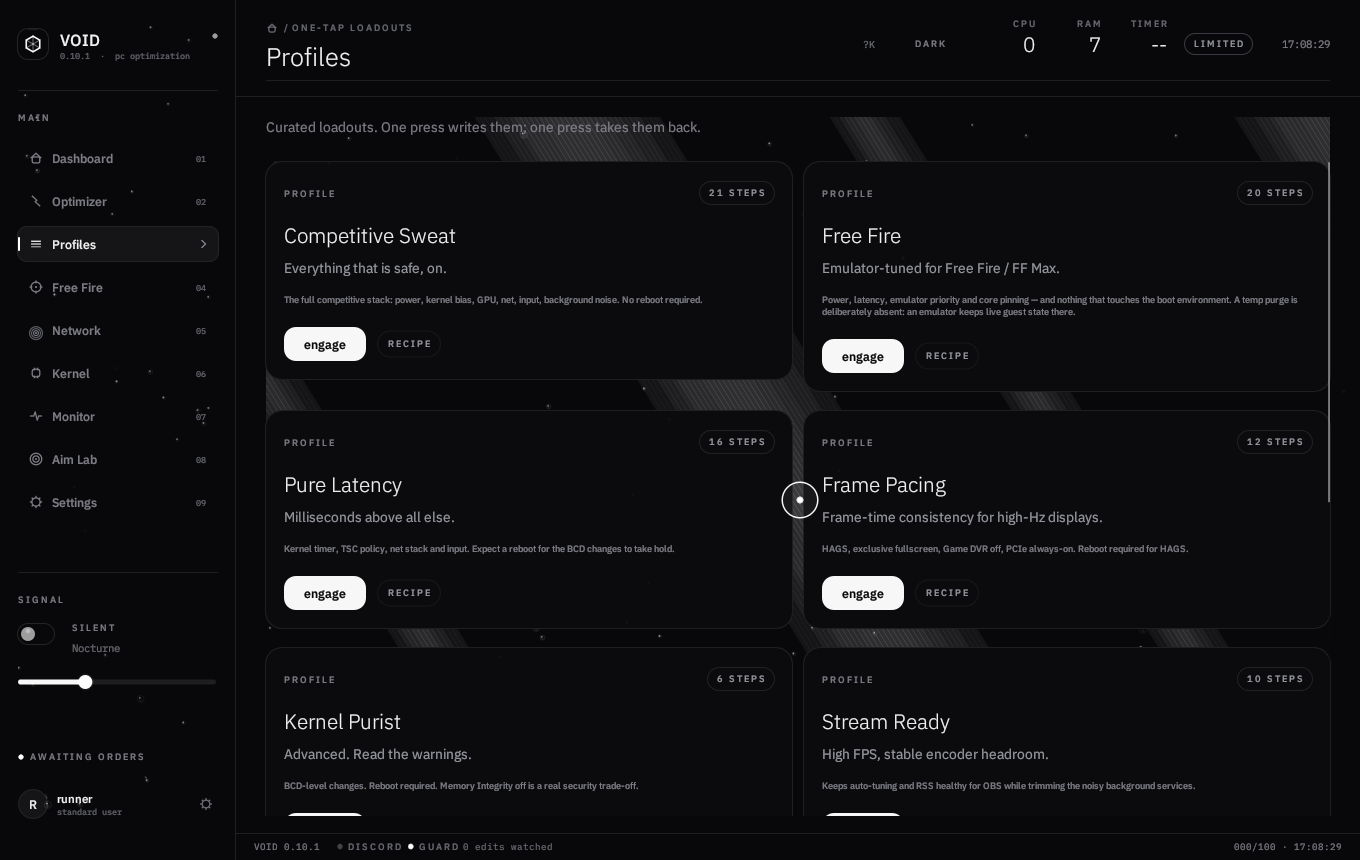 VOID
0.10.1 · pc optimization
MAIN
Dashboard 01
Optimizer 02
Profiles
Free Fire 04
Network 05
Kernel 06
Monitor 07
Aim Lab 08
Settings 09
SIGNAL
SILENT
Nocturne
AWAITING ORDERS
R runner
standard user
/ ONE-TAP LOADOUTS
Profiles
?K DARK
CPU 0
RAM 7
TIMER --
LIMITED
17:08:29
Curated loadouts. One press writes them; one press takes them back.
PROFILE 21 STEPS
Competitive Sweat
Everything that is safe, on.
The full competitive stack: power, kernel bias, GPU, net, input, background noise. No reboot required.
engage RECIPE
PROFILE 20 STEPS
Free Fire
Emulator-tuned for Free Fire / FF Max.
Power, latency, emulator priority and core pinning — and nothing that touches the boot environment. A temp purge is
deliberately absent: an emulator keeps live guest state there.
engage RECIPE
PROFILE 16 STEPS
Pure Latency
Milliseconds above all else.
Kernel timer, TSC policy, net stack and input. Expect a reboot for the BCD changes to take hold.
engage RECIPE
PROFILE 12 STEPS
Frame Pacing
Frame-time consistency for high-Hz displays.
HAGS, exclusive fullscreen, Game DVR off, PCIe always-on. Reboot required for HAGS.
engage RECIPE
PROFILE 6 STEPS
Kernel Purist
Advanced. Read the warnings.
BCD-level changes. Reboot required. Memory Integrity off is a real security trade-off.
PROFILE 10 STEPS
Stream Ready
High FPS, stable encoder headroom.
Keeps auto-tuning and RSS healthy for OBS while trimming the noisy background services.
VOID 0.10.1 DISCORD GUARD 0 edits watched 000/100 · 17:08:29